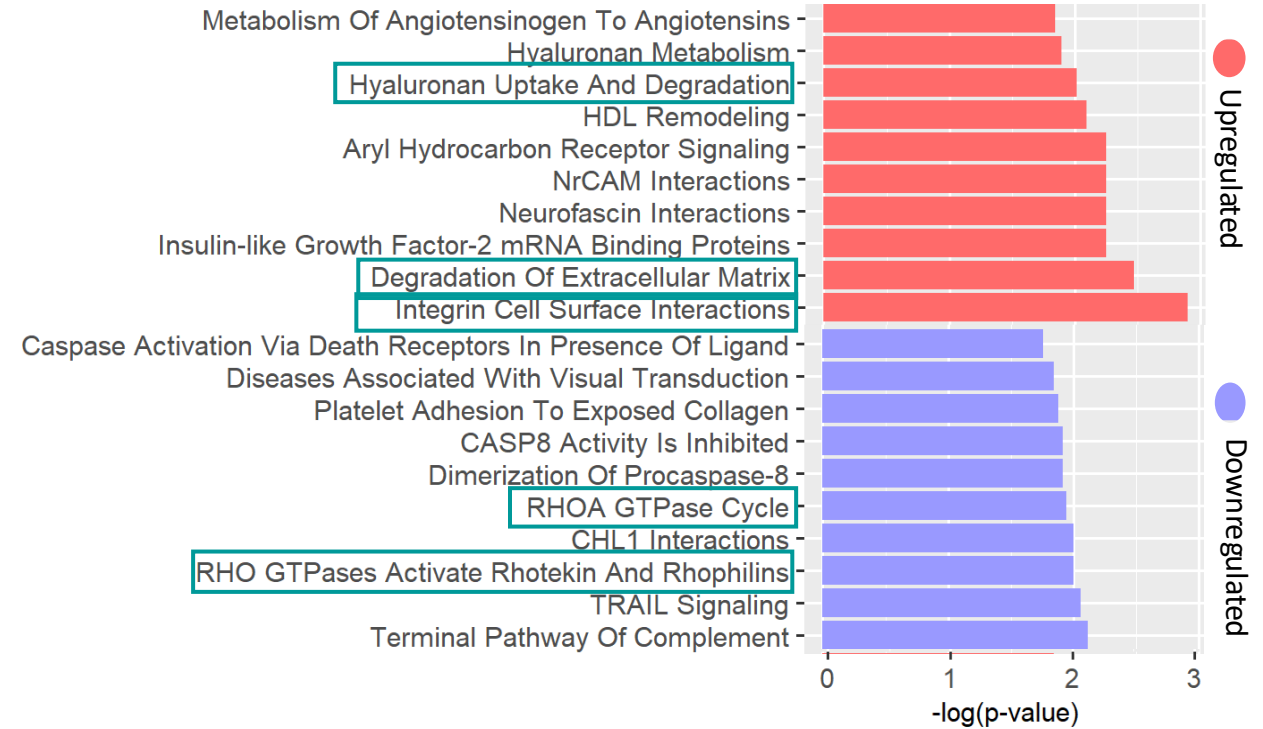 Metabolism Of Angiotensinogen To Angiotensins
Hyaluronan Metabolism
Hyaluronan Uptake And Degradation
HDL Remodeling
Aryl Hydrocarbon Receptor Signaling
NrCAM Interactions
Neurofascin Interactions
Insulin-like Growth Factor-2 mRNA Binding Proteins
Degradation Of Extracellular Matrix
Integrin Cell Surface Interactions
Upregulated
Caspase Activation Via Death Receptors In Presence Of Ligand
Diseases Associated With Visual Transduction
Platelet Adhesion To Exposed Collagen
CASP8 Activity Is Inhibited
Dimerization Of Procaspase-8
RHOA GTPase Cycle
CHL1 Interactions
RHO GTPases Activate Rhotekin And Rhophilins
TRAIL Signaling
Terminal Pathway Of Complement
Downregulated
0 1 2 3
-log(p-value)